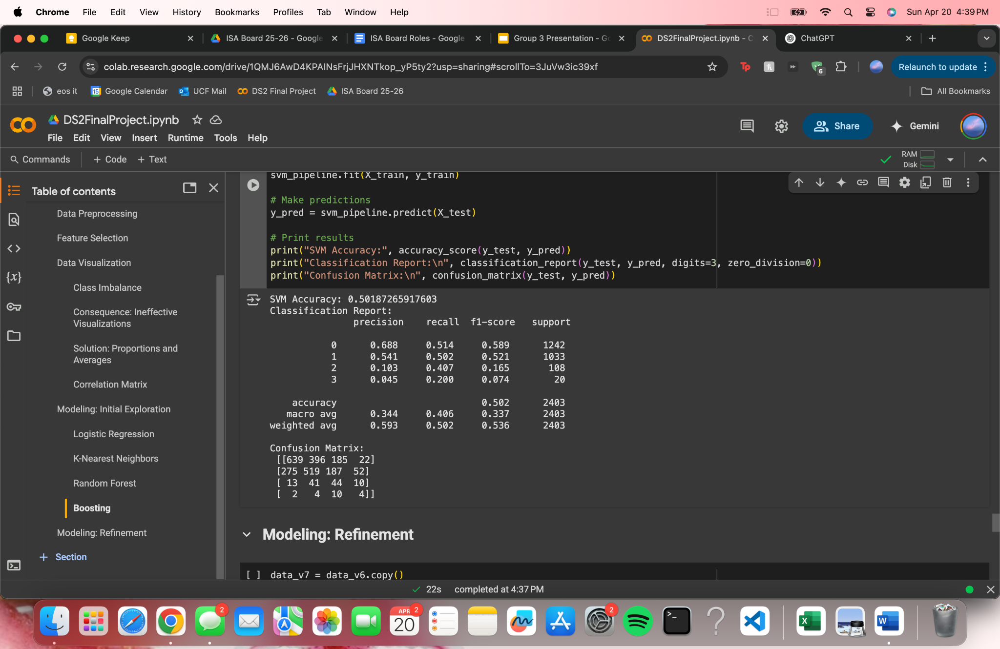 Chrome File Edit View History Bookmarks Profiles Tab Window Help Sun Apr 20 4:39 PM
Google Keep ISA Board 25-26 - Google ISA Board Roles - Google Group 3 Presentation - Go DS2FinalProject.ipynb - C ChatGPT
colab.research.google.com/drive/1QMJ6AwD4KPAINsFrjJHXNTkop_yP5ty2?usp=sharing#scrollTo=3JuVw3ic39xf Tp 6 Relaunch to update
eos it 15 Google Calendar UCF Mail DS2 Final Project ISA Board 25-26 All Bookmarks
DS2FinalProject.ipynb
File Edit View Insert Runtime Tools Help Share Gemini
Commands + Code + Text RAM
Disk
Table of contents
Data Preprocessing
Feature Selection
Data Visualization
Class Imbalance
Consequence: Ineffective
Visualizations
Solution: Proportions and
Averages
Correlation Matrix
Modeling: Initial Exploration
Logistic Regression
K-Nearest Neighbors
Random Forest
Boosting
Modeling: Refinement
+ Section
svm_pipeline.fit(X_train, y_train)
# Make predictions
y_pred = svm_pipeline.predict(X_test)
# Print results
print("SVM Accuracy:", accuracy_score(y_test, y_pred))
print("Classification Report:\n", classification_report(y_test, y_pred, digits=3, zero_division=0))
print("Confusion Matrix:\n", confusion_matrix(y_test, y_pred))
SVM Accuracy: 0.50187265917603
Classification Report:
precision recall f1-score support
0 0.688 0.514 0.589 1242
1 0.541 0.502 0.521 1033
2 0.103 0.407 0.165 108
3 0.045 0.200 0.074 20
accuracy 0.502 2403
macro avg 0.344 0.406 0.337 2403
weighted avg 0.593 0.502 0.536 2403
Confusion Matrix:
[[639 396 185 22]
[275 519 187 52]
[ 13 41 44 10]
[ 2 4 10 4]]
Modeling: Refinement
[ ] data_v7 = data_v6.copy()
22s completed at 4:37 PM
2 APR 2 20 2